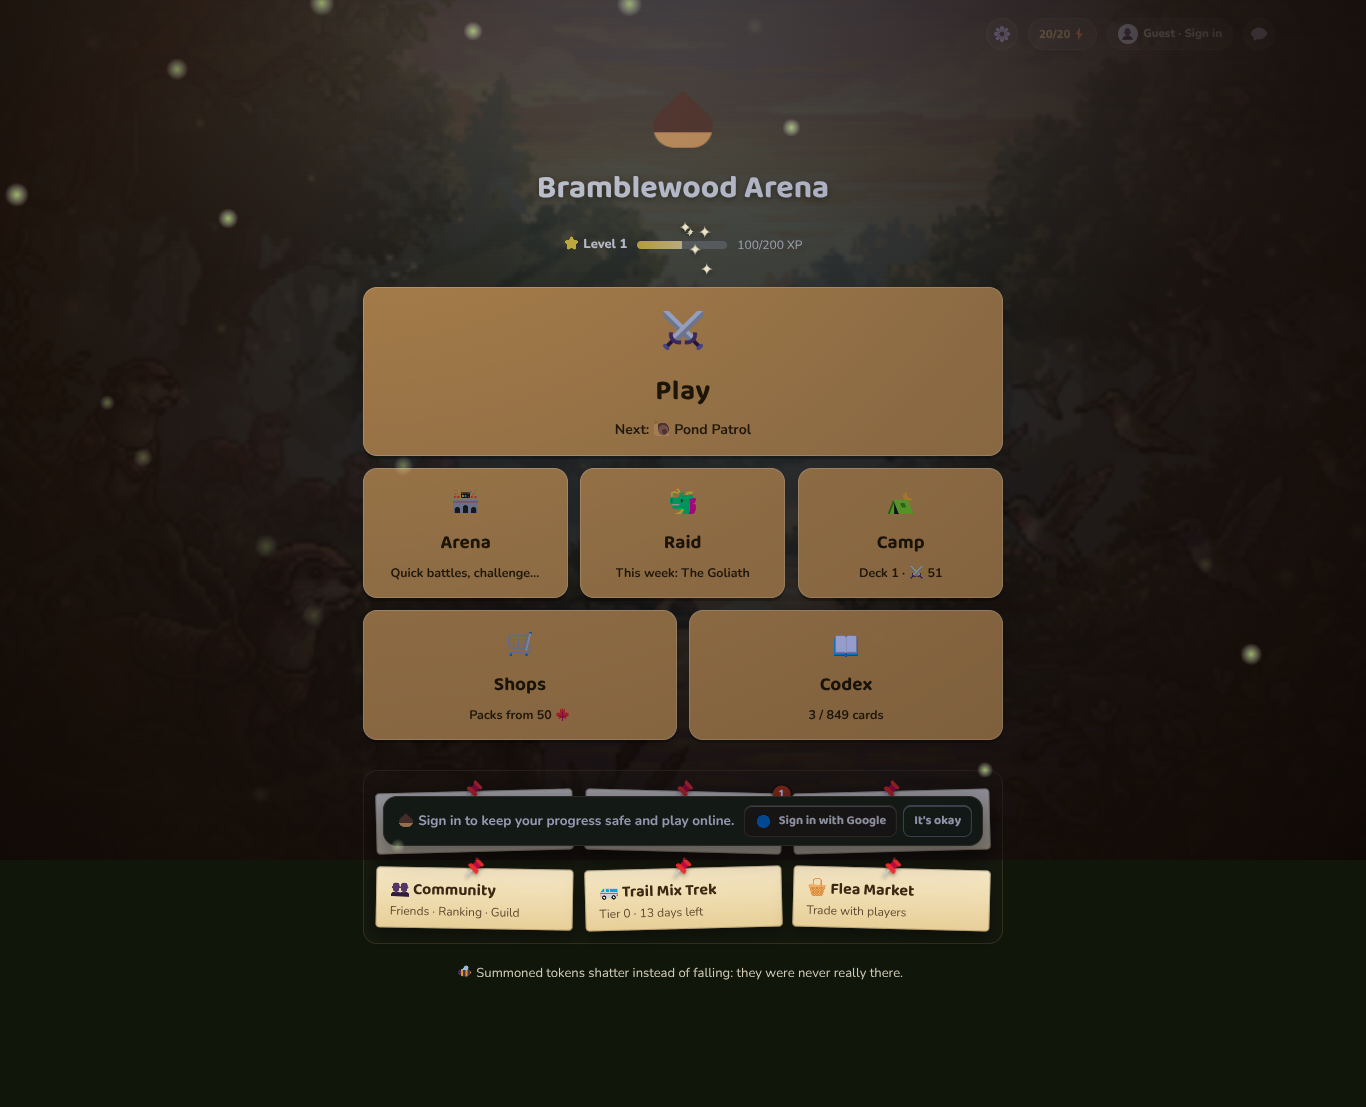 20/20
Guest · Sign in
Bramblewood Arena
Level 1
100/200 XP
Play
Next: Pond Patrol
Arena
Quick battles, challenge...
Raid
This week: The Goliath
Camp
Deck 1 · 51
Shops
Packs from 50
Codex
3 / 849 cards
1
Sign in to keep your progress safe and play online.
Sign in with Google
It's okay
Community
Friends · Ranking · Guild
Trail Mix Trek
Tier 0 · 13 days left
Flea Market
Trade with players
Summoned tokens shatter instead of falling: they were never really there.